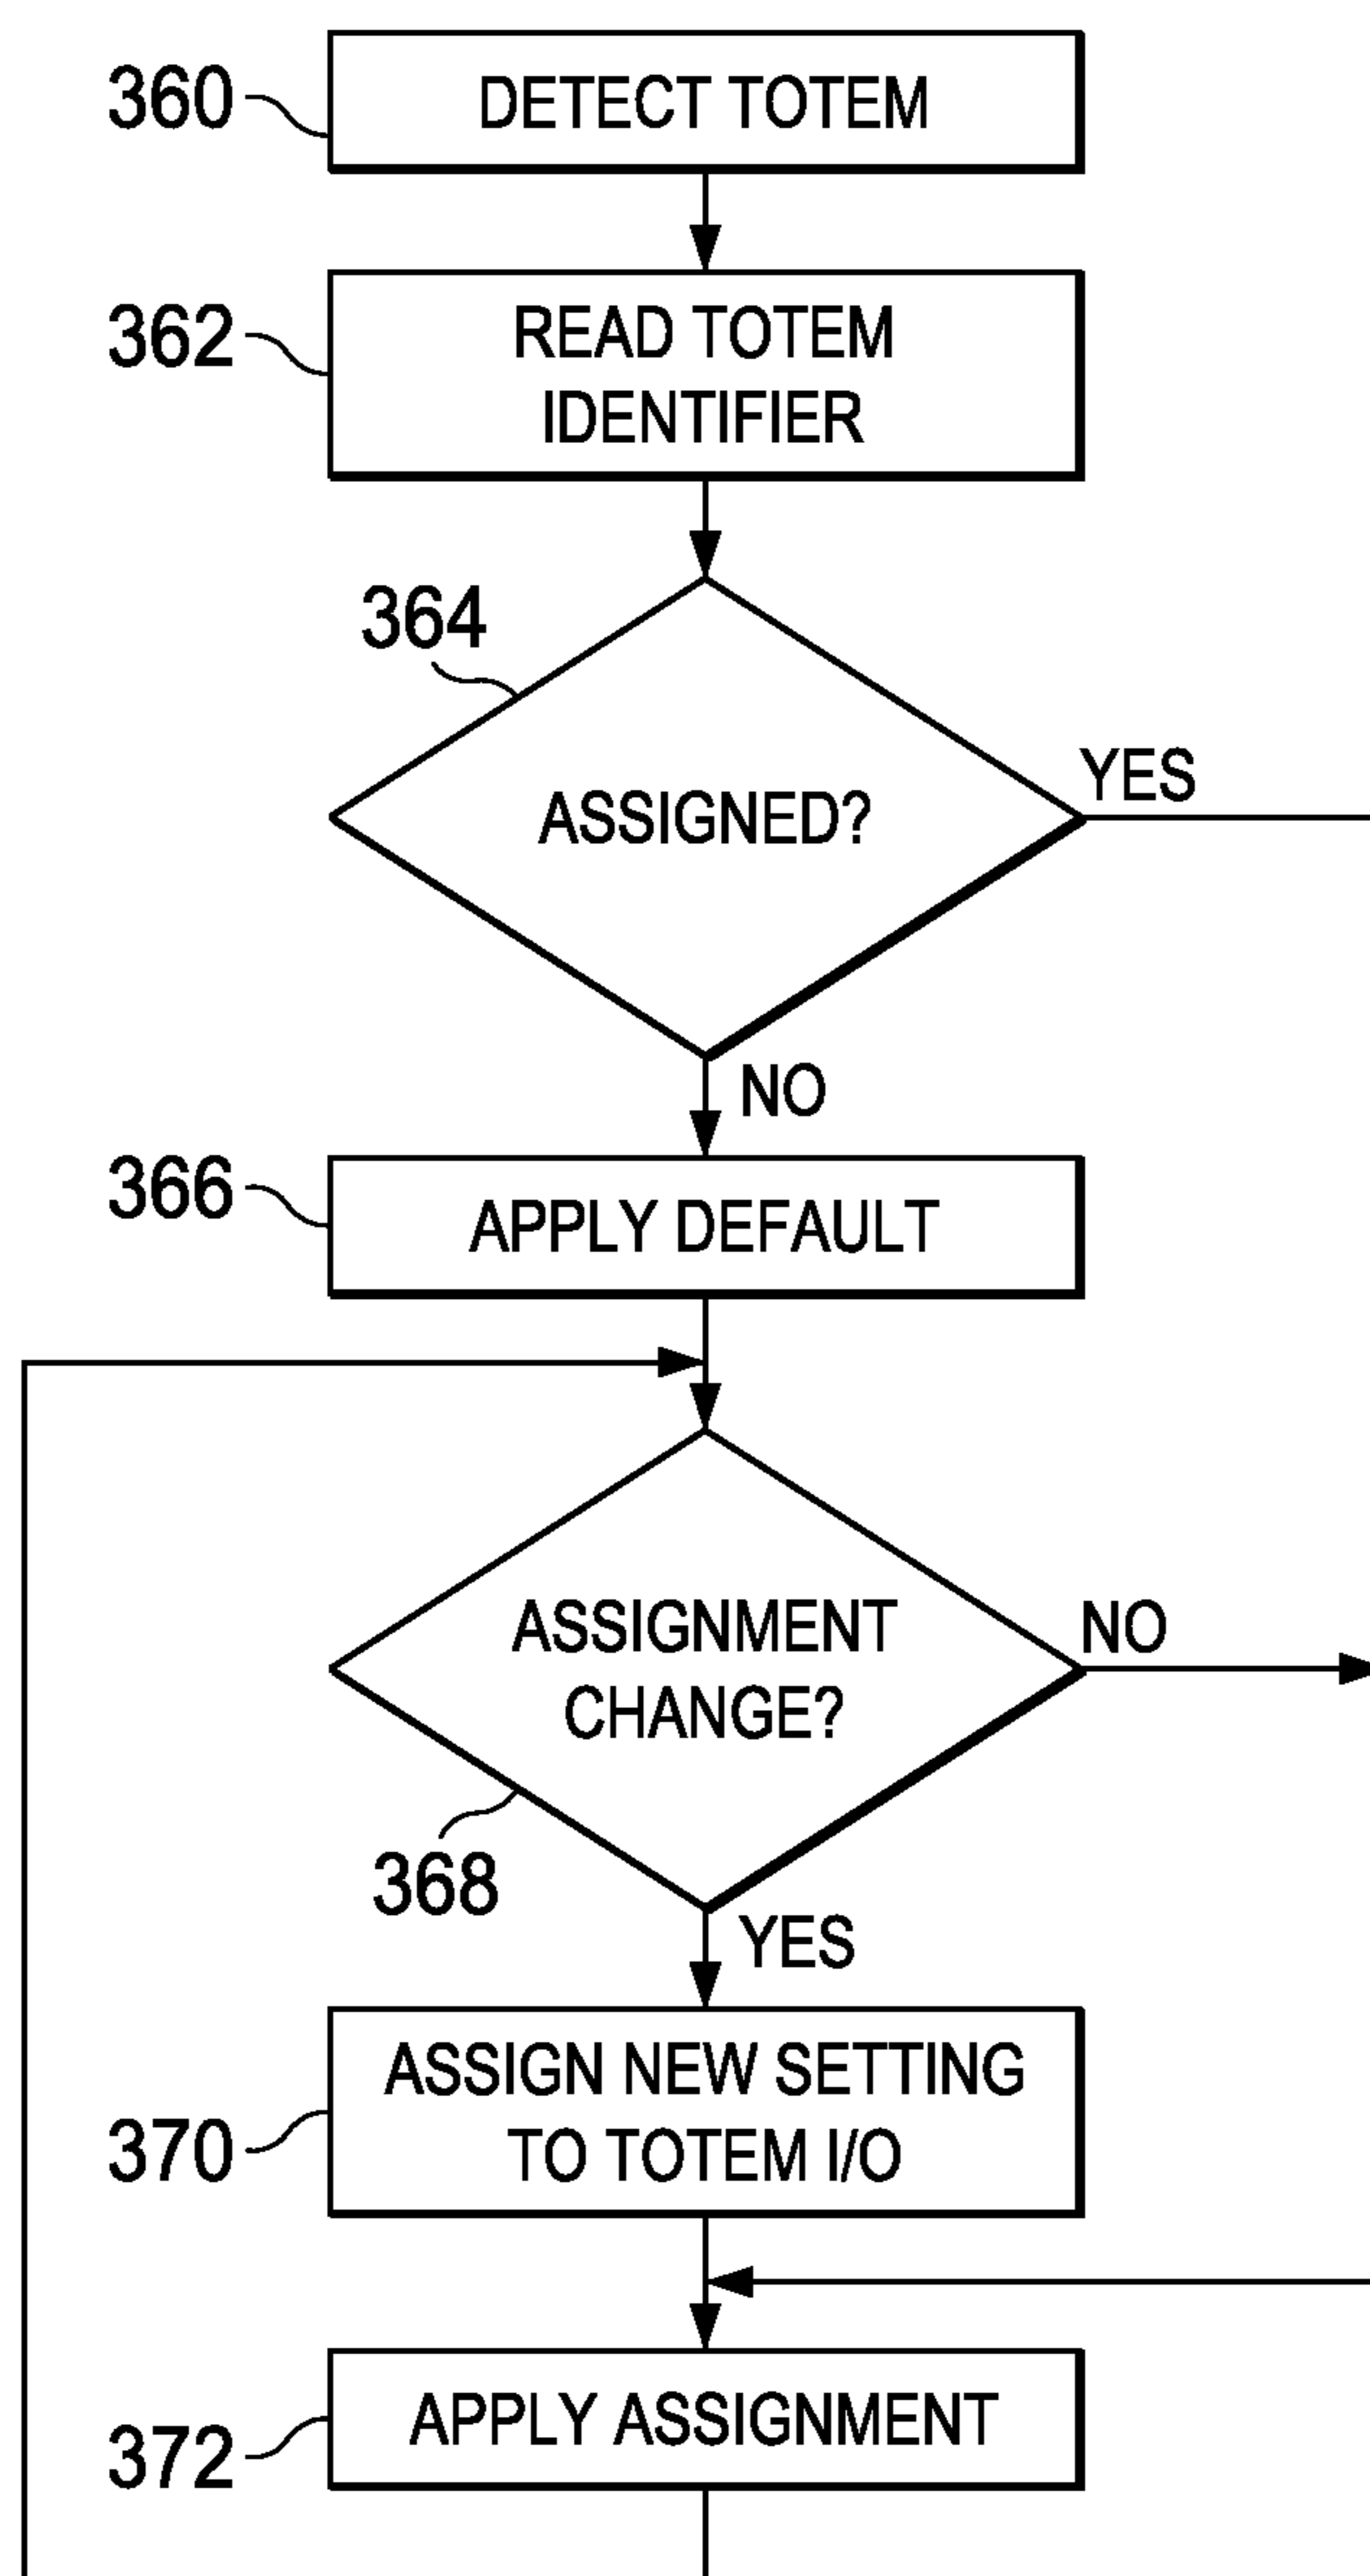 360
DETECT TOTEM
362
READ TOTEM
IDENTIFIER
364
ASSIGNED?
YES
NO
366
APPLY DEFAULT
ASSIGNMENT
CHANGE?
NO
368
YES
ASSIGN NEW SETTING
TO TOTEM I/O
370
APPLY ASSIGNMENT
372